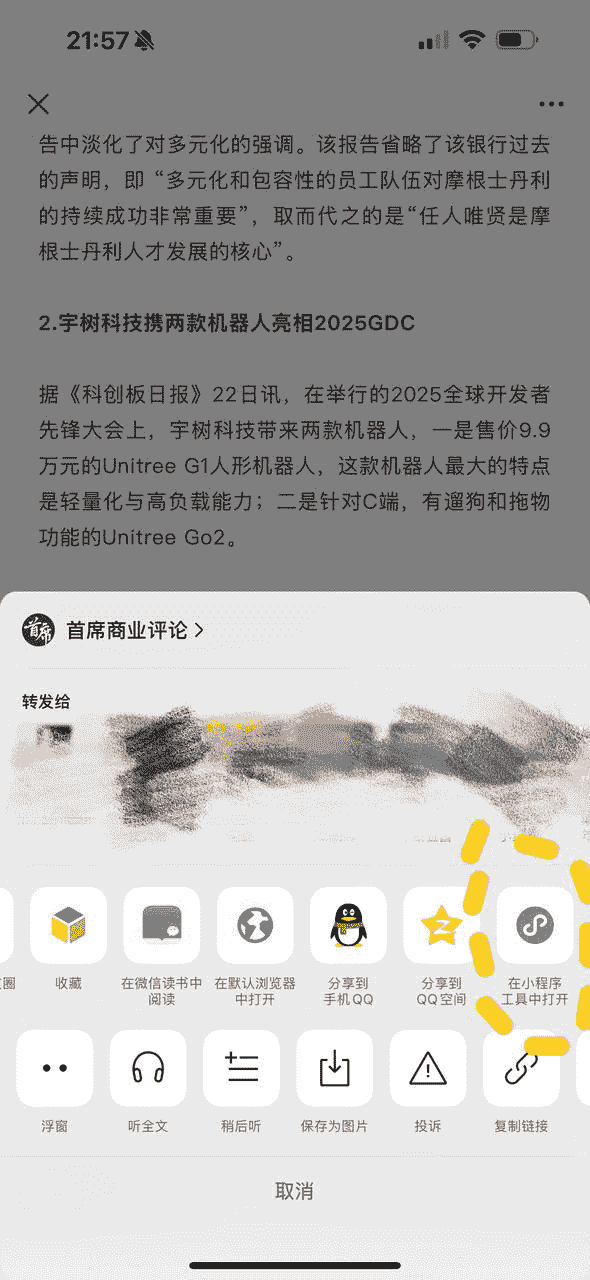 21:57
告中淡化了对多元化的强调。该报告省略了该银行过去
的声明，即 “多元化和包容性的员工队伍对摩根士丹利
的持续成功非常重要”，取而代之的是“任人唯贤是摩
根士丹利人才发展的核心”。
2.宇树科技携两款机器人亮相2025GDC
据《科创板日报》22日讯，在举行的2025全球开发者
先锋大会上，宇树科技带来两款机器人，一是售价9.9
万元的Unitree G1人形机器人，这款机器人最大的特点
是轻量化与高负载能力；二是针对C端，有遛狗和拖物
功能的Unitree Go2。
首席
首席商业评论
转发给
圈
收藏
在微信读书中
阅读
在默认浏览器
中打开
分享到
手机QQ
分享到
QQ空间
在小程序
工具中打开
浮窗
听全文
稍后听
保存为图片
投诉
复制链接
取消